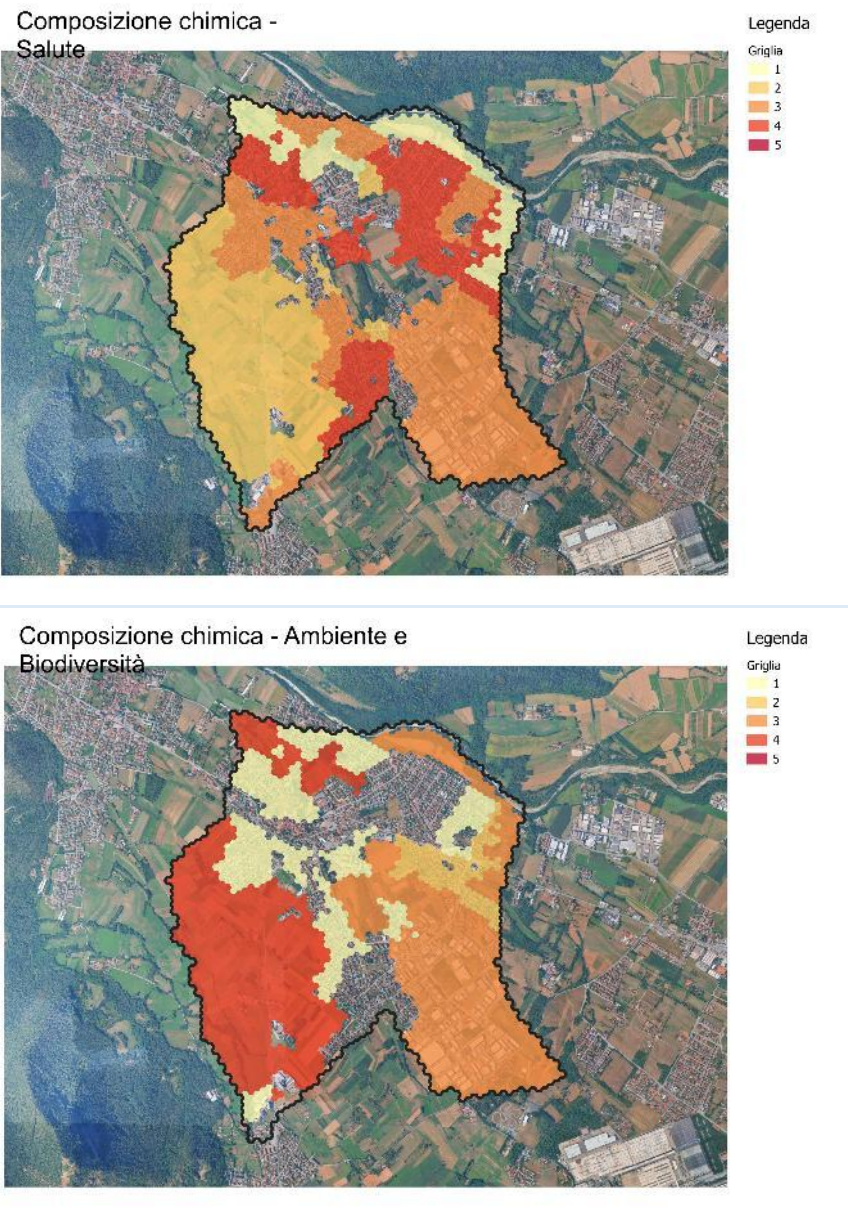 Composizione chimica -
Salute
Legenda
Griglia
1
2
3
4
5
Composizione chimica - Ambiente e
Biodiversità
Legenda
Griglia
1
2
3
4
5